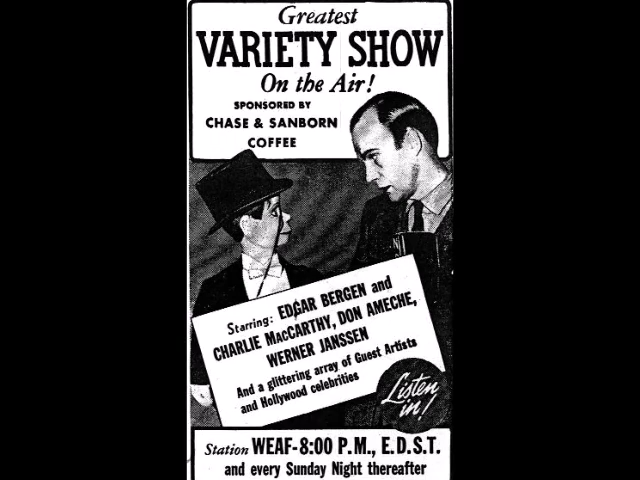 Greatest
VARIETY SHOW
On the Air!
SPONSORED BY
CHASE & SANBORN
COFFEE
Starring: EDGAR BERGEN and
CHARLIE MacCARTHY, DON AMECHE,
WERNER JANSSEN
And a glittering array of Guest Artists
and Hollywood celebrities
Listen
in!
Station WEAF-8:00 P.M., E.D.S.T.
and every Sunday Night thereafter